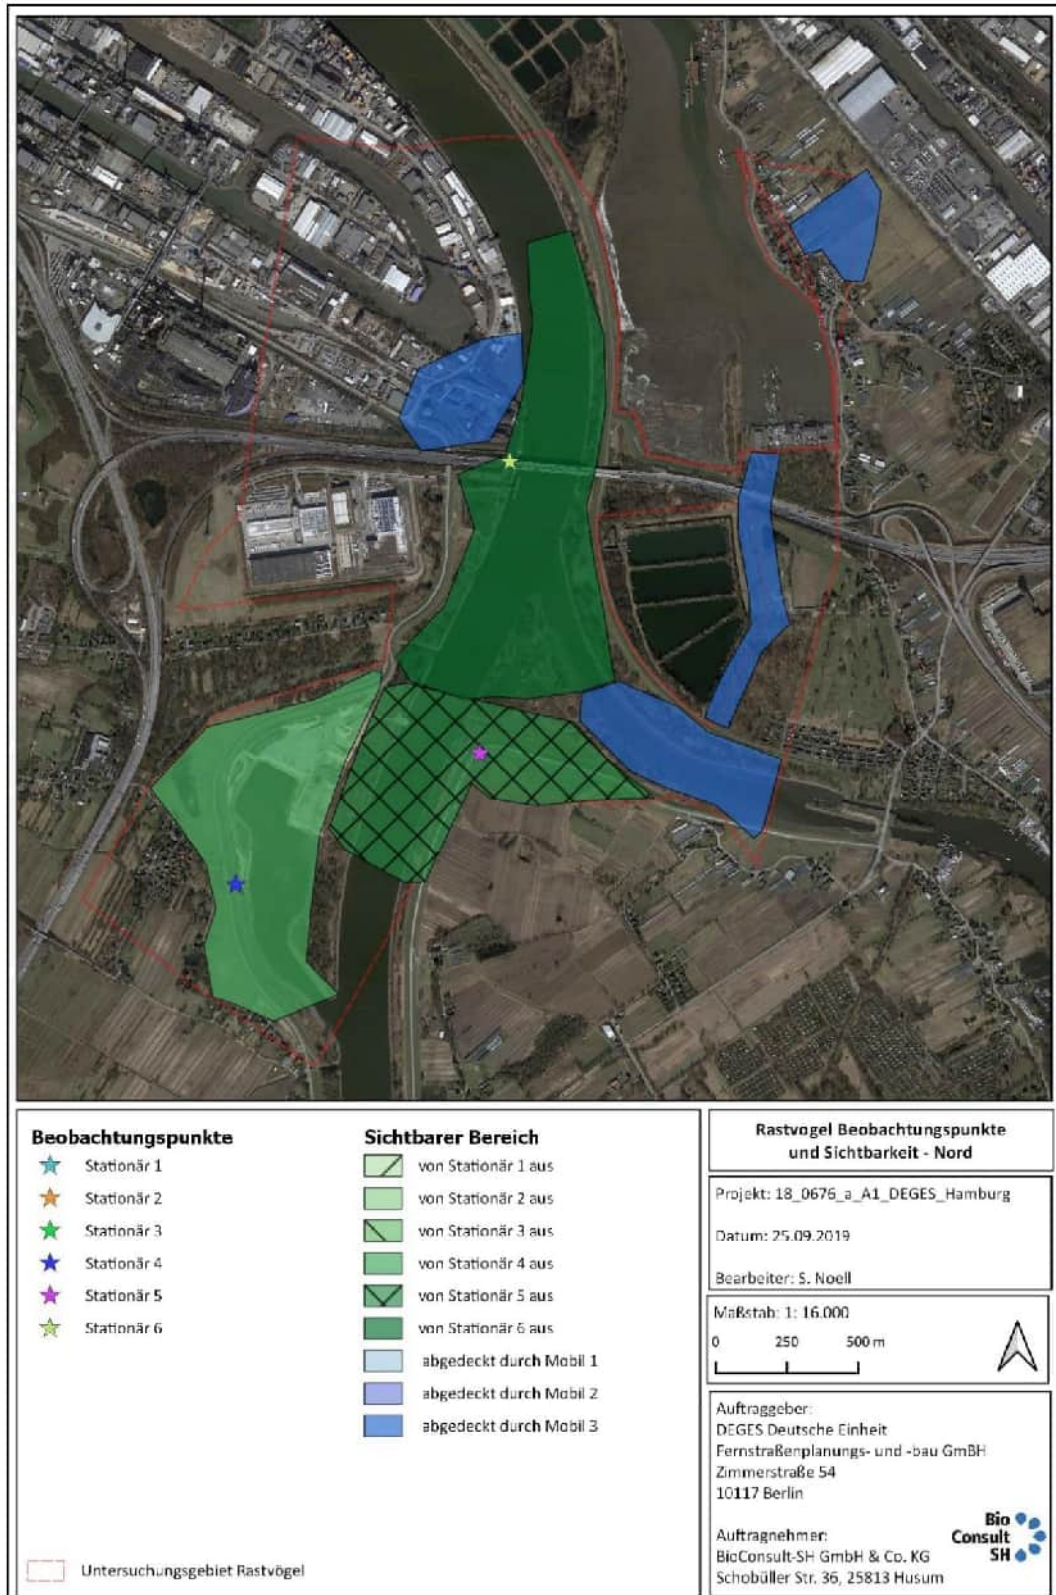 Beobachtungspunkte
Stationär 1
Stationär 2
Stationär 3
Stationär 4
Stationär 5
Stationär 6
Sichtbarer Bereich
von Stationär 1 aus
von Stationär 2 aus
von Stationär 3 aus
von Stationär 4 aus
von Stationär 5 aus
von Stationär 6 aus
abgedeckt durch Mobil 1
abgedeckt durch Mobil 2
abgedeckt durch Mobil 3
Untersuchungsgebiet Rastvögel
Rastvogel Beobachtungspunkte
und Sichtbarkeit - Nord
Projekt: 18_0676_a_A1_DEGES_Hamburg
Datum: 25.09.2019
Bearbeiter: S. Noell
Maßstab: 1: 16.000
0 250 500 m
Auftraggeber:
DEGES Deutsche Einheit
Fernstraßenplanungs- und -bau GmBH
Zimmerstraße 54
10117 Berlin
Auftragnehmer:
BioConsult-SH GmbH & Co. KG
Schobüller Str. 36, 25813 Husum
Bio
Consult
SH